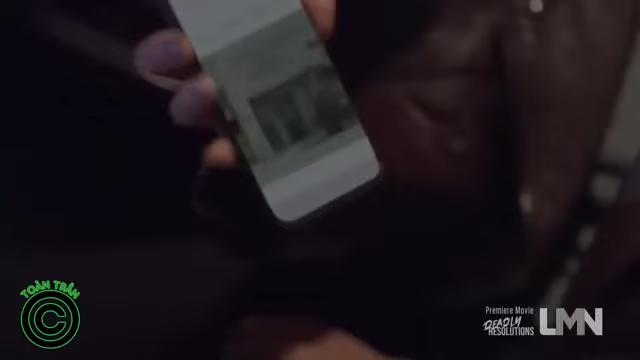 TOÀN TRẦN
C
Premiere Movie
DEADLY
RESOLUTIONS
LMN